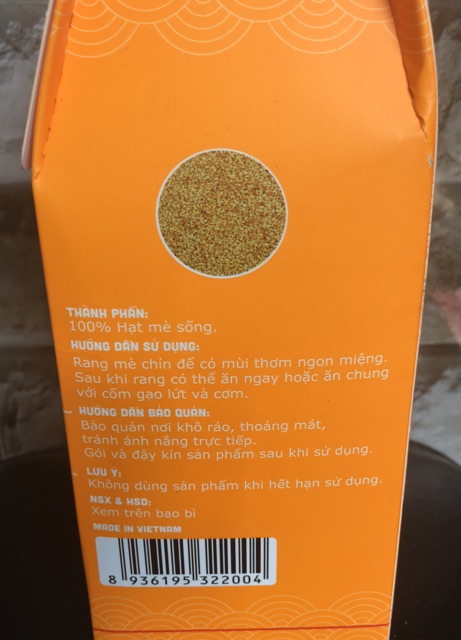 THÀNH PHẦN:
100% Hạt mè sống.
HƯỚNG DẪN SỬ DỤNG:
Rang mè chín để có mùi thơm ngon miệng.
Sau khi rang có thể ăn ngay hoặc ăn chung
với cốm gạo lứt và cơm.
HƯỚNG DẪN BẢO QUẢN:
Bảo quản nơi khô ráo, thoáng mát,
tránh ánh nắng trực tiếp.
Gói và đậy kín sản phẩm sau khi sử dụng.
LƯU Ý:
Không dùng sản phẩm khi hết hạn sử dụng.
NSX & HSD:
Xem trên bao bì
MADE IN VIETNAM
8 936195 322004